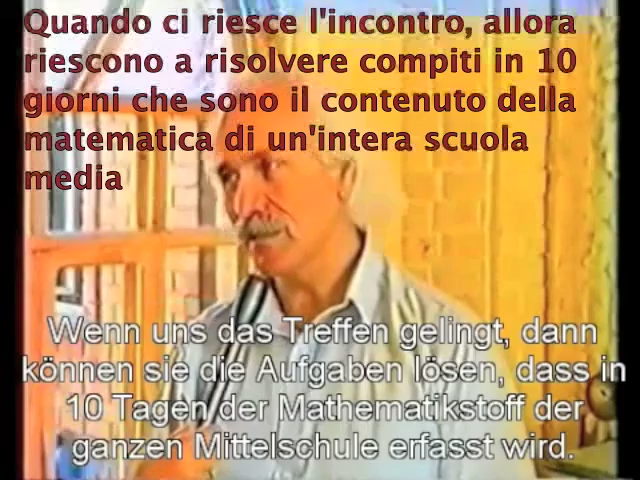 Quando ci riesce l'incontro, allora
riescono a risolvere compiti in 10
giorni che sono il contenuto della
matematica di un'intera scuola
media
Wenn uns das Treffen gelingt, dann
können sie die Aufgaben lösen, dass in
10 Tagen der Mathematikstoff der
ganzen Mittelschule erfasst wird.